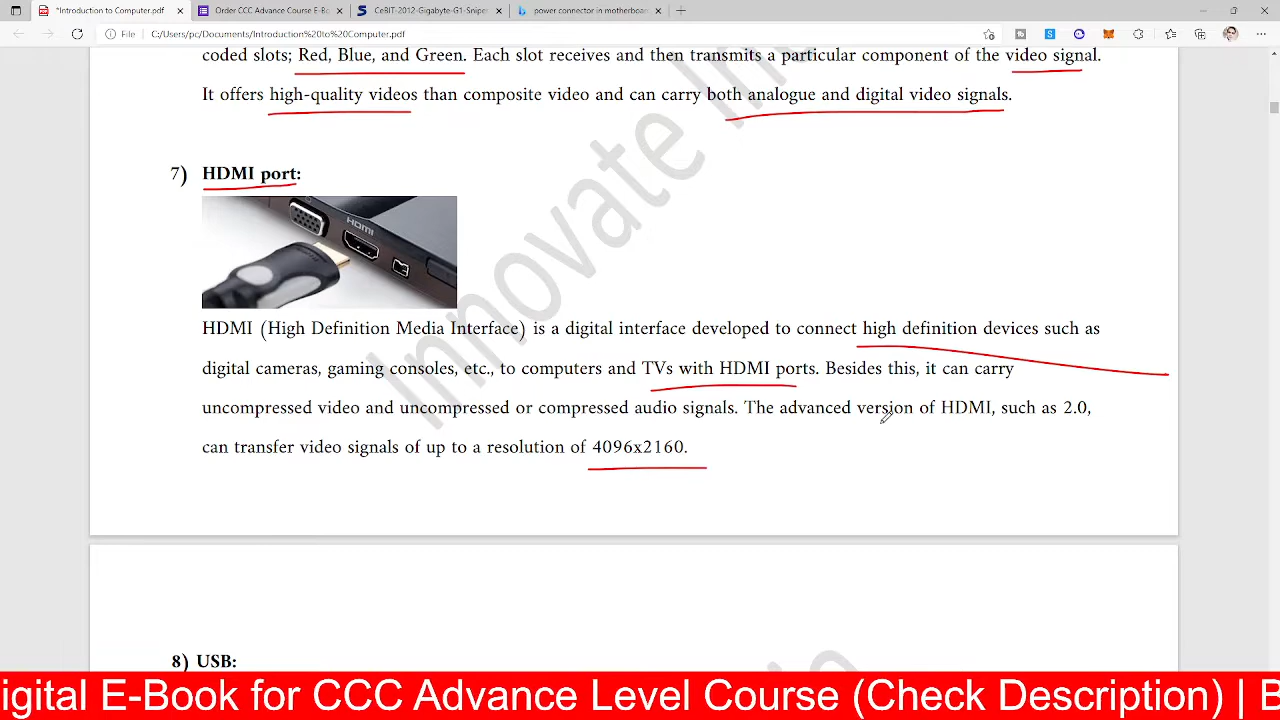 *Introduction to Computer.pdf
Order CCC Advance Course E-B
CeBIT-2012-Gigabyte-G1-Sniper
power connector in motherboar
File
C:/Users/pc/Documents/Introduction%20to%20Computer.pdf
coded slots; Red, Blue, and Green. Each slot receives and then transmits a particular component of the video signal.
It offers high-quality videos than composite video and can carry both analogue and digital video signals.
7) HDMI port:
HDMI
HDMI (High Definition Media Interface) is a digital interface developed to connect high definition devices such as
digital cameras, gaming consoles, etc., to computers and TVs with HDMI ports. Besides this, it can carry
uncompressed video and uncompressed or compressed audio signals. The advanced version of HDMI, such as 2.0,
can transfer video signals of up to a resolution of 4096x2160.
Innovate In
8) USB:
igital E-Book for CCC Advance Level Course (Check Description) | B